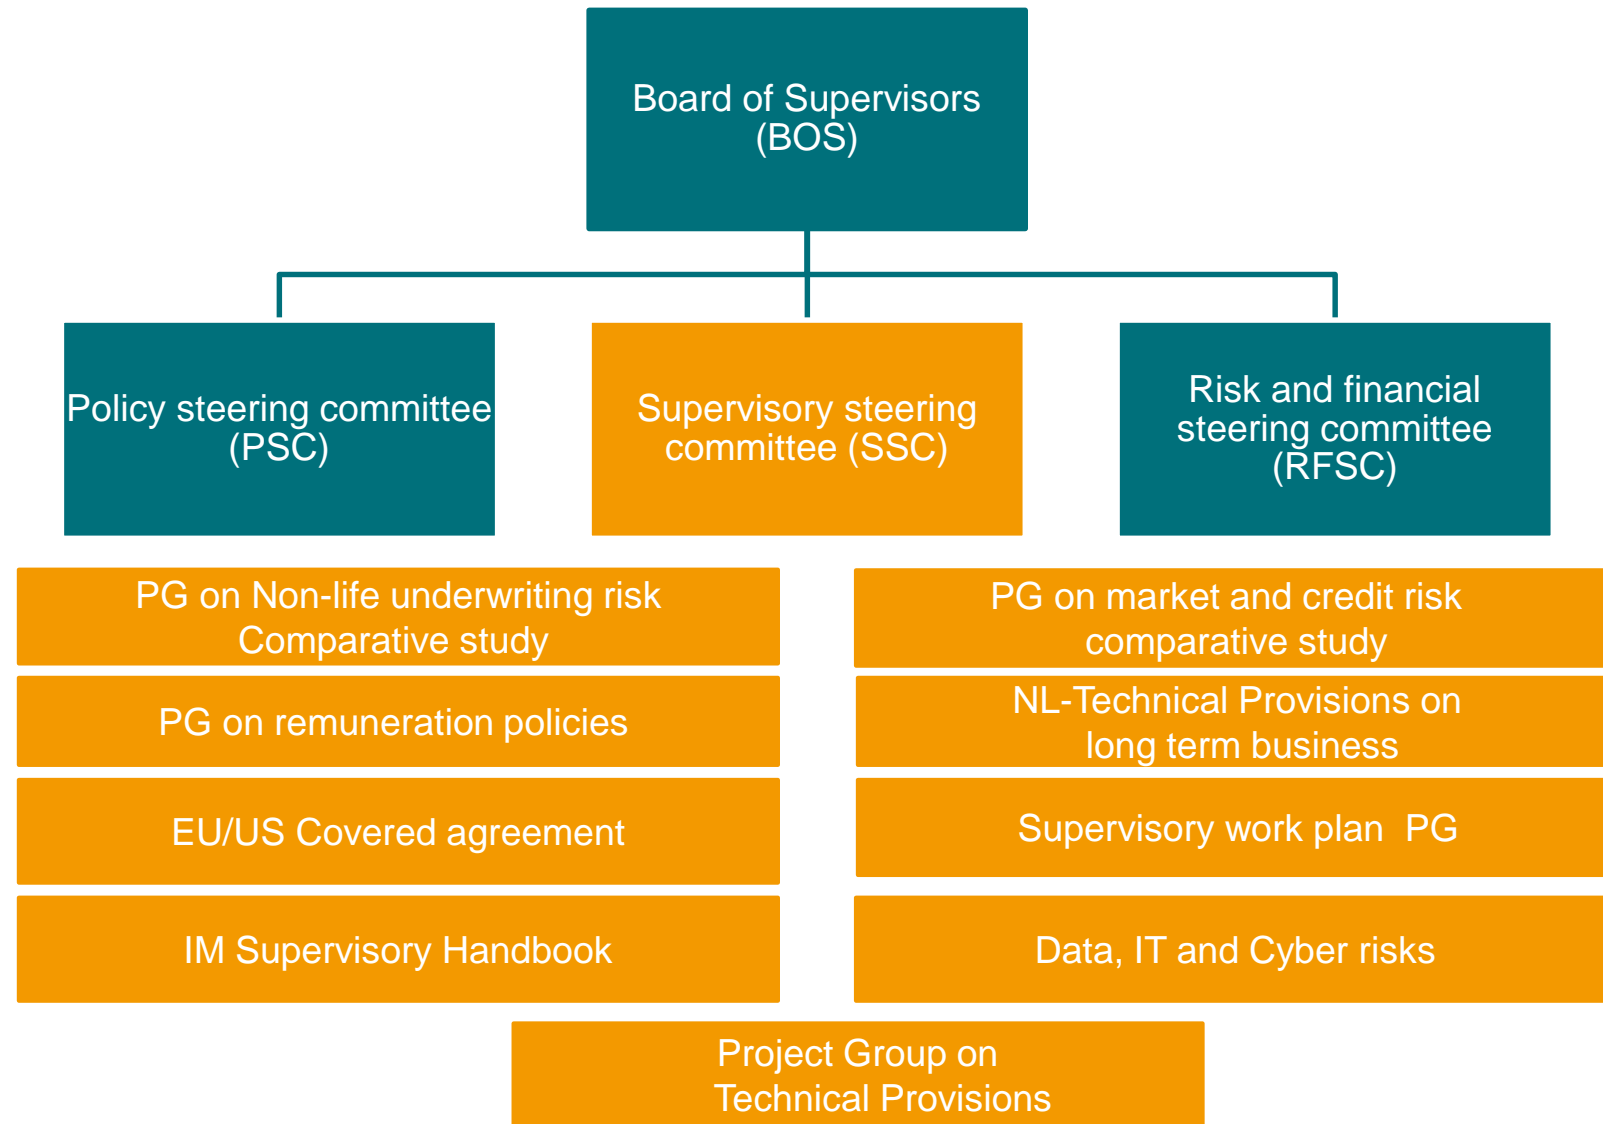 Board of Supervisors
(BOS)
Policy steering committee
(PSC)
Supervisory steering
committee (SSC)
Risk and financial
steering committee
(RFSC)
PG on Non-life underwriting risk
Comparative study
PG on market and credit risk
comparative study
PG on remuneration policies
NL-Technical Provisions on
long term business
EU/US Covered agreement
Supervisory work plan  PG
IM Supervisory Handbook
Data, IT and Cyber risks
Project Group on
Technical Provisions